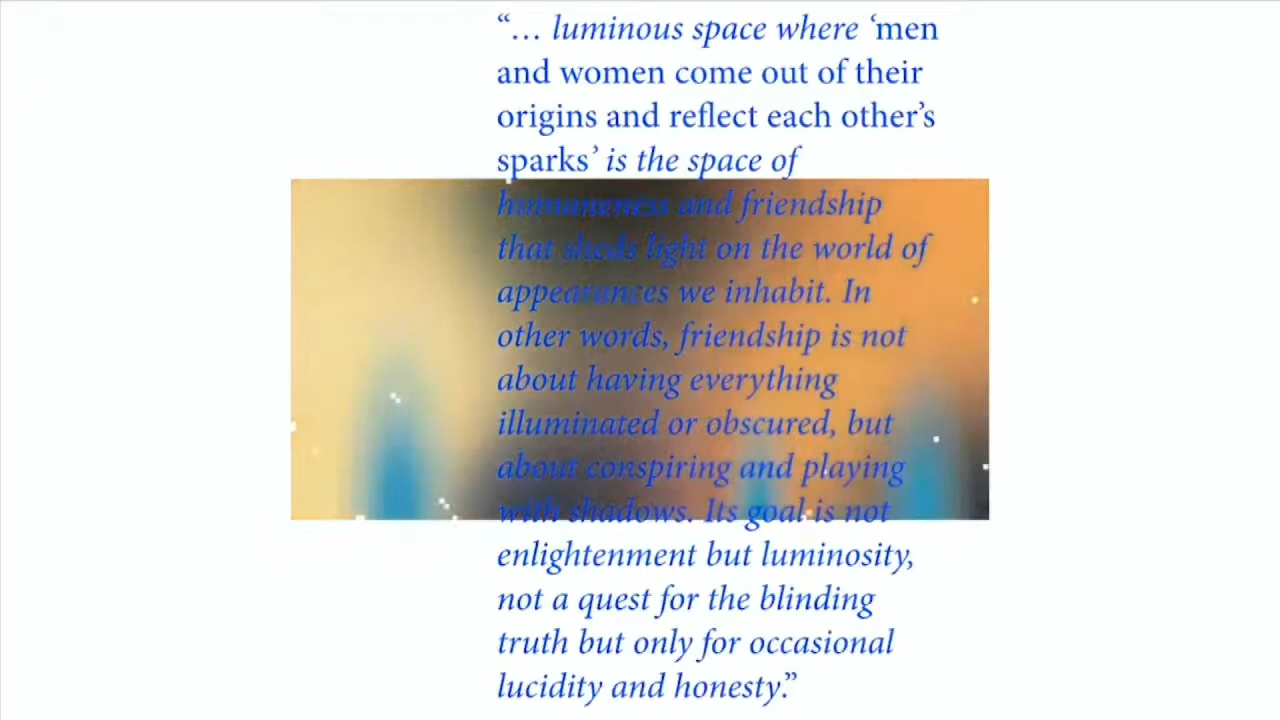 “… luminous space where ‘men
and women come out of their
origins and reflect each other’s
sparks’ is the space of
humaneness and friendship
that sheds light on the world of
appearances we inhabit. In
other words, friendship is not
about having everything
illuminated or obscured, but
about conspiring and playing
with shadows. Its goal is not
enlightenment but luminosity,
not a quest for the blinding
truth but only for occasional
lucidity and honesty.”